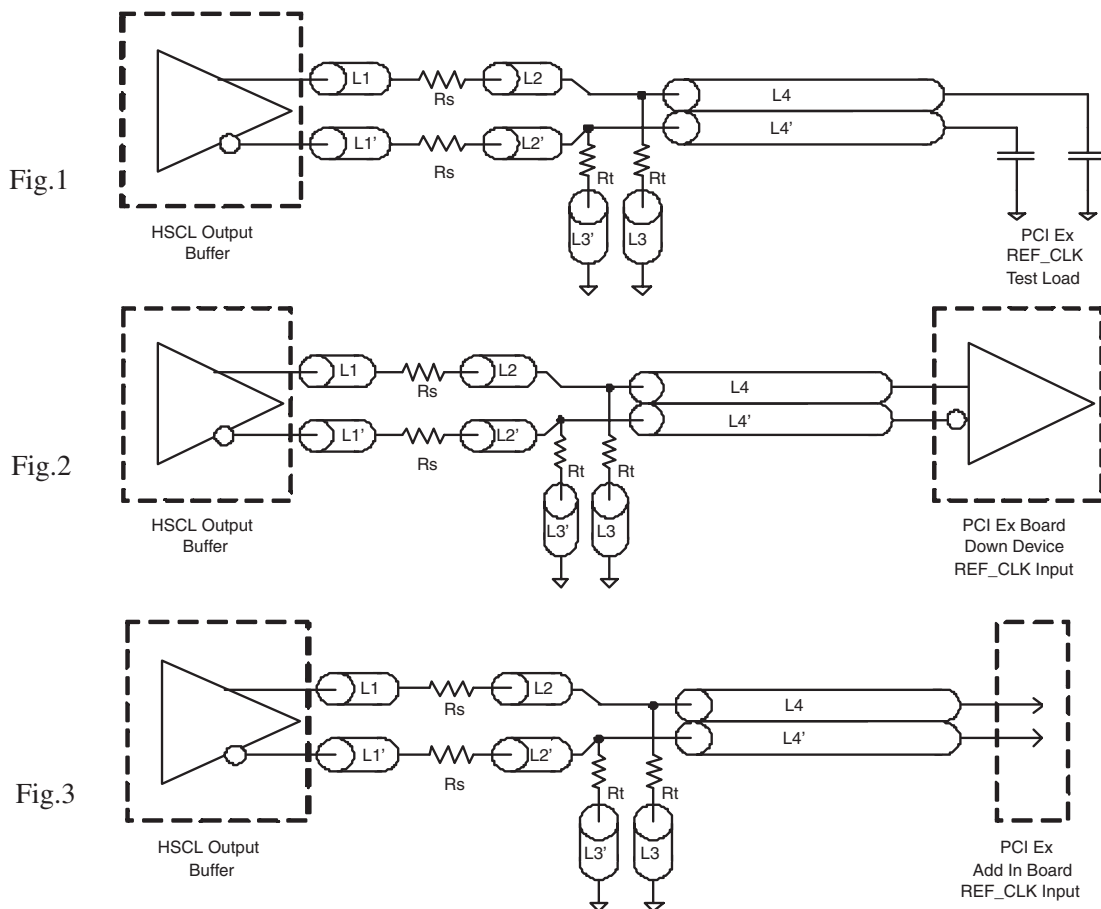 L1
Rs
L2
L4
L1'
Rs
L2'
L4'
Rt
Rt
L3'
L3
Fig.1
HSCL Output
Buffer
PCI Ex
REF_CLK
Test Load
L1
Rs
L2
L4
L1'
Rs
L2'
L4'
Rt
Rt
L3'
L3
Fig.2
HSCL Output
Buffer
PCI Ex Board
Down Device
REF_CLK Input
L1
Rs
L2
L4
L1'
Rs
L2'
L4'
Rt
Rt
L3'
L3
Fig.3
HSCL Output
Buffer
PCI Ex
Add In Board
REF_CLK Input